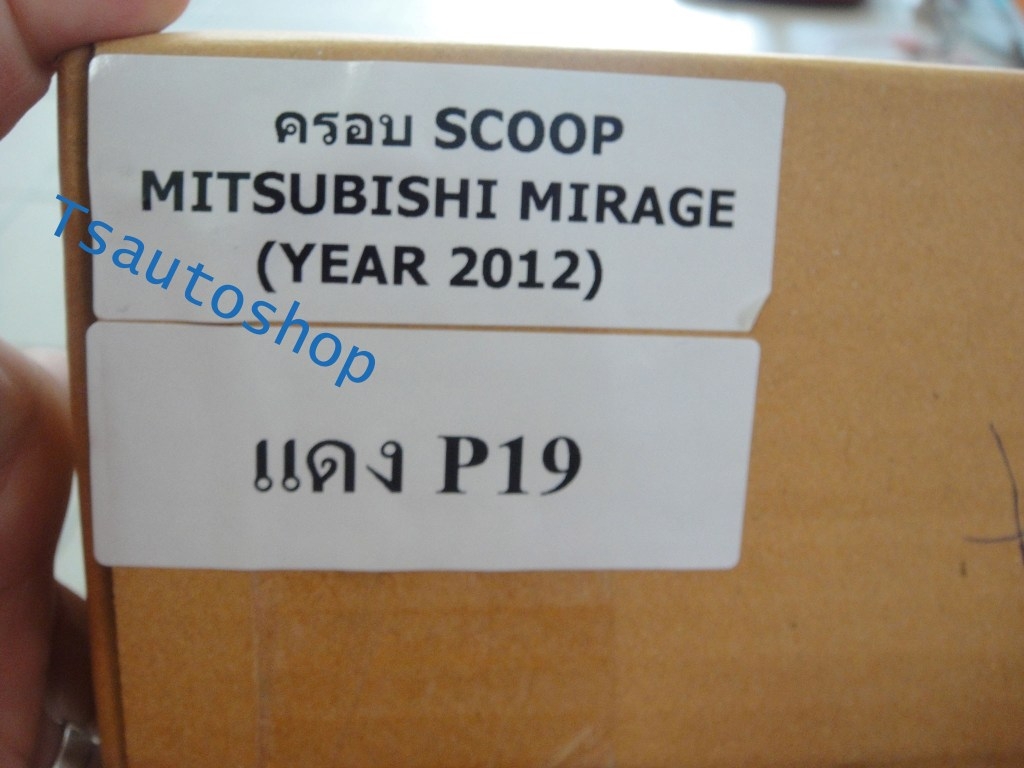 ครอบ SCOOP
MITSUBISHI MIRAGE
(YEAR 2012)
Tsautoshop
แดง P19